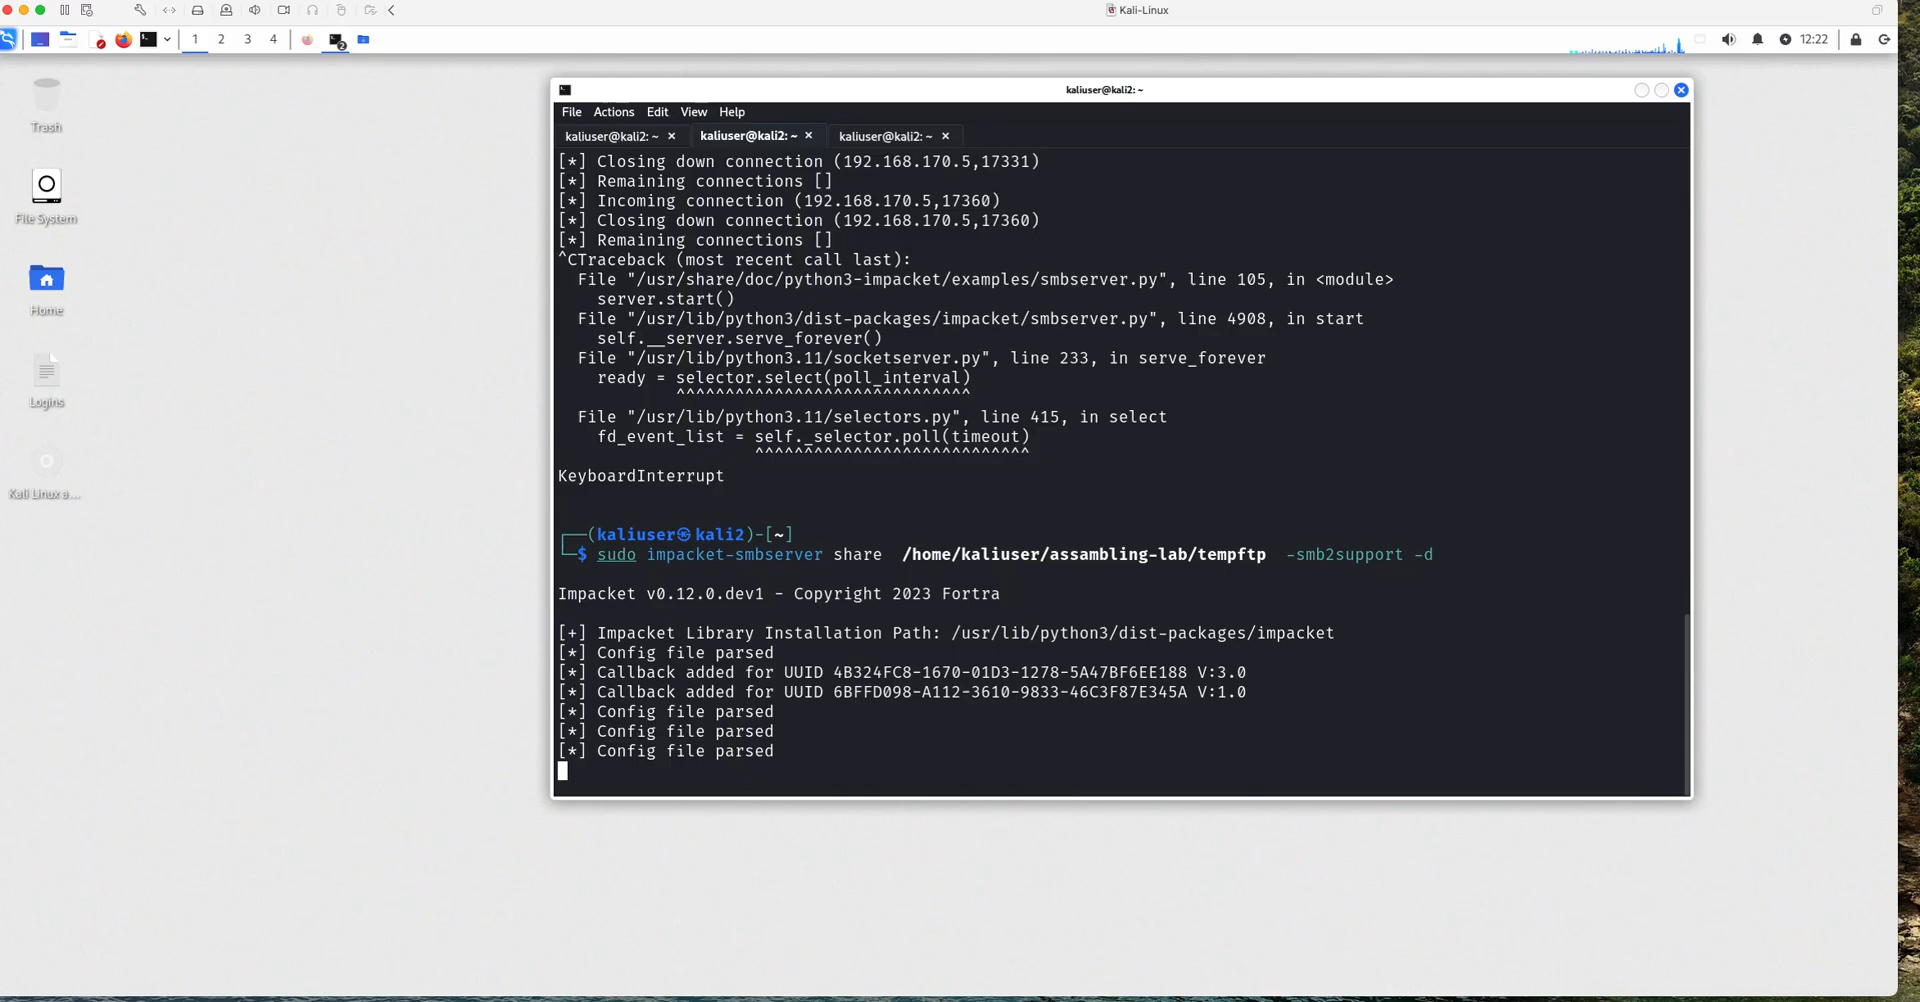 Kali-Linux
1 2 3 4
2
12:22
Trash
File System
Home
Logins
Kali Linux a...
kaliuser@kali2: ~
File Actions Edit View Help
kaliuser@kali2: ~ × kaliuser@kali2: ~ × kaliuser@kali2: ~ ×
[*] Closing down connection (192.168.170.5,17331)
[*] Remaining connections []
[*] Incoming connection (192.168.170.5,17360)
[*] Closing down connection (192.168.170.5,17360)
[*] Remaining connections []
^CTraceback (most recent call last):
  File "/usr/share/doc/python3-impacket/examples/smbserver.py", line 105, in <module>
    server.start()
  File "/usr/lib/python3/dist-packages/impacket/smbserver.py", line 4908, in start
    self.__server.serve_forever()
  File "/usr/lib/python3.11/socketserver.py", line 233, in serve_forever
    ready = selector.select(poll_interval)
            ^^^^^^^^^^^^^^^^^^^^^^^^^^^^^^
  File "/usr/lib/python3.11/selectors.py", line 415, in select
    fd_event_list = self._selector.poll(timeout)
                    ^^^^^^^^^^^^^^^^^^^^^^^^^^^^
KeyboardInterrupt
┌──(kaliuser㉿kali2)-[~]
└─$ sudo impacket-smbserver share  /home/kaliuser/assambling-lab/tempftp  -smb2support -d
Impacket v0.12.0.dev1 - Copyright 2023 Fortra
[+] Impacket Library Installation Path: /usr/lib/python3/dist-packages/impacket
[*] Config file parsed
[*] Callback added for UUID 4B324FC8-1670-01D3-1278-5A47BF6EE188 V:3.0
[*] Callback added for UUID 6BFFD098-A112-3610-9833-46C3F87E345A V:1.0
[*] Config file parsed
[*] Config file parsed
[*] Config file parsed